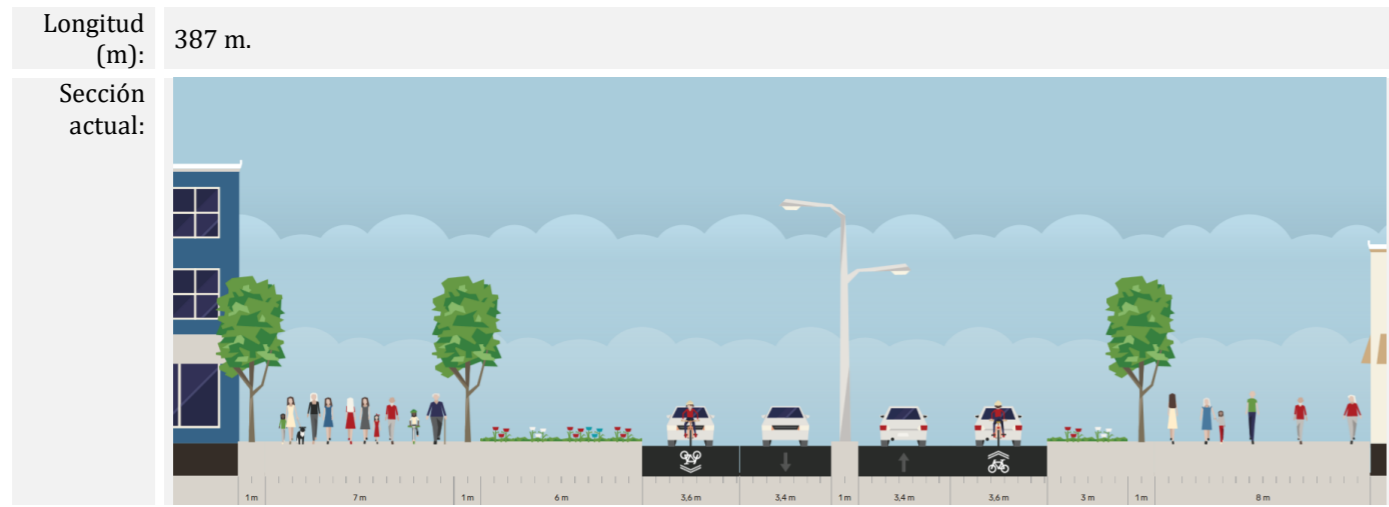 Longitud
(m):
387 m.
Sección
actual:
1 m 7 m 1 m 6 m 3,6 m 3,4 m 1 m 3,4 m 3,6 m 3 m 1 m 8 m